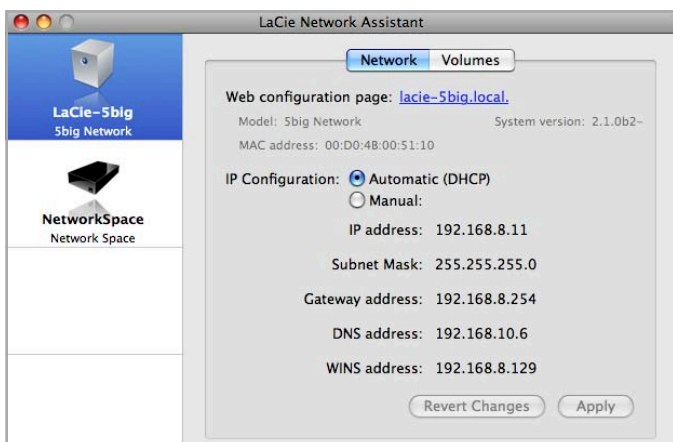 LaCie Network Assistant
LaCie-5big
5big Network
NetworkSpace
Network Space
Network Volumes
Web configuration page: lacie-5big.local.
Model: 5big Network System version: 2.1.0b2-
MAC address: 00:D0:4B:00:51:10
IP Configuration: Automatic (DHCP)
Manual:
IP address: 192.168.8.11
Subnet Mask: 255.255.255.0
Gateway address: 192.168.8.254
DNS address: 192.168.10.6
WINS address: 192.168.8.129
Revert Changes Apply